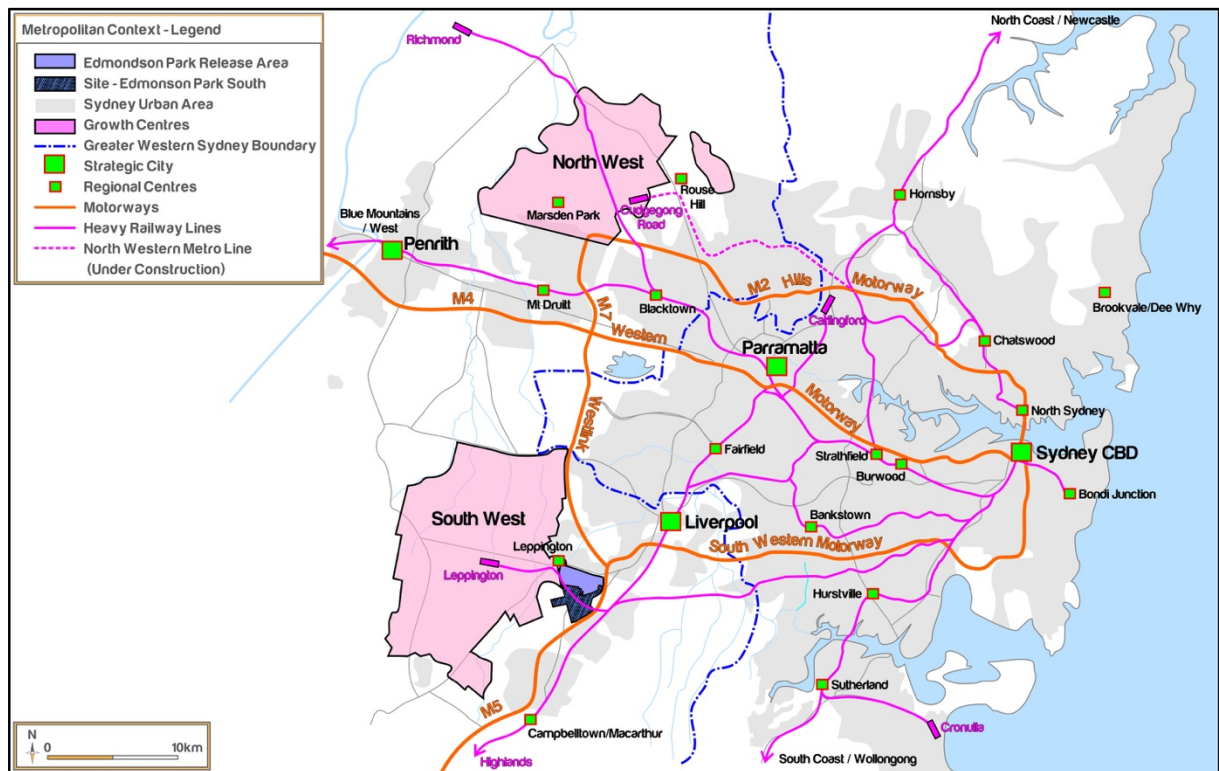 Metropolitan Context - Legend
Edmondson Park Release Area
Site - Edmonson Park South
Sydney Urban Area
Growth Centres
Greater Western Sydney Boundary
Strategic City
Regional Centres
Motorways
Heavy Railway Lines
North Western Metro Line
(Under Construction)
North Coast / Newcastle
Richmond
North West
Rouse
Hill
Hornsby
Marsden Park
Cudgegong
Road
Blue Mountains
/ West
Penrith
M4
Mt Druitt
M7
Blacktown
M2 Hills Motorway
Carlingford
Brookvale/Dee Why
Western
Parramatta
Chatswood
Motorway
North Sydney
Westlink
Fairfield
Strathfield
Burwood
Sydney CBD
Bondi Junction
South West
Liverpool
Bankstown
South Western Motorway
Leppington
Leppington
Hurstville
Sutherland
M5
Campbelltown/Macarthur
Cronulla
Highlands
South Coast / Wollongong
N
0 10km